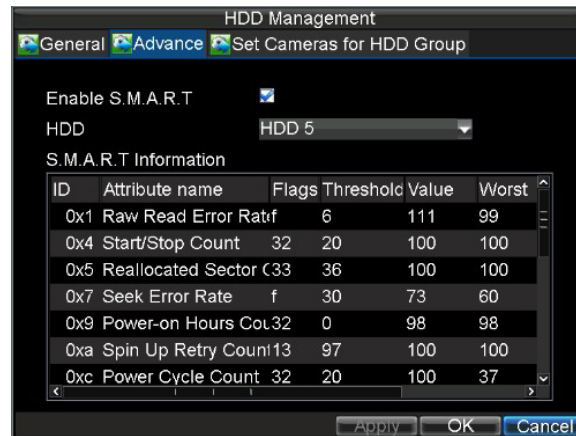 HDD Management
General Advance Set Cameras for HDD Group
Enable S.M.A.R.T
HDD HDD 5
S.M.A.R.T Information
ID Attribute name Flags Threshold Value Worst
0x1 Raw Read Error Rate f 6 111 99
0x4 Start/Stop Count 32 20 100 100
0x5 Reallocated Sector C 33 36 100 100
0x7 Seek Error Rate f 30 73 60
0x9 Power-on Hours Cou 32 0 98 98
0xa Spin Up Retry Count 13 97 100 100
0xc Power Cycle Count 32 20 100 37
Apply OK Cancel